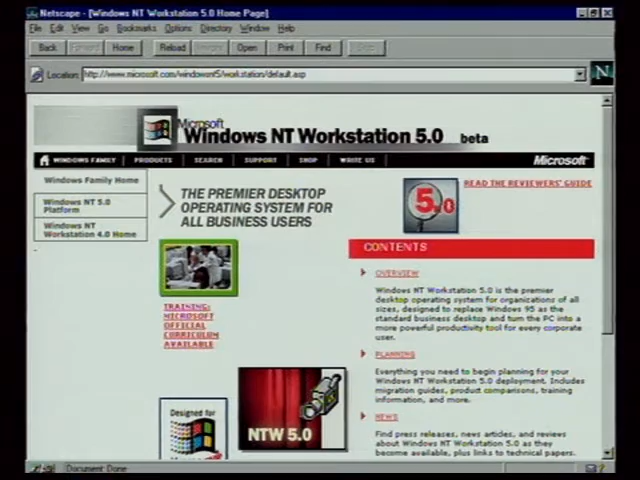 Netscape - [Windows NT Workstation 5.0 Home Page]
File Edit View Go Bookmarks Options Directory Window Help
Back Forward Home Reload Open Print Find Stop
Location: http://www.microsoft.com/windowsnt5/workstation/default.asp
N
Microsoft
Windows NT Workstation 5.0 beta
WINDOWS FAMILY PRODUCTS SEARCH SUPPORT SHOP WRITE US Microsoft
Windows Family Home
Windows NT 5.0
Platform
Windows NT
Workstation 4.0 Home
THE PREMIER DESKTOP
OPERATING SYSTEM FOR
ALL BUSINESS USERS
5.0
READ THE REVIEWERS' GUIDE
TRAINING:
MICROSOFT
OFFICIAL
CURRICULUM
AVAILABLE
Designed for
NTW 5.0
CONTENTS
OVERVIEW
Windows NT Workstation 5.0 is the premier
desktop operating system for organizations of all
sizes, designed to replace Windows 95 as the
standard business desktop and turn the PC into a
more powerful productivity tool for every corporate
user.
PLANNING
Everything you need to begin planning for your
Windows NT Workstation 5.0 deployment. Includes
migration guides, product comparisons, training
information, and more.
NEWS
Find press releases, news articles, and reviews
about Windows NT Workstation 5.0 as they
become available, plus links to technical papers.
Document: Done